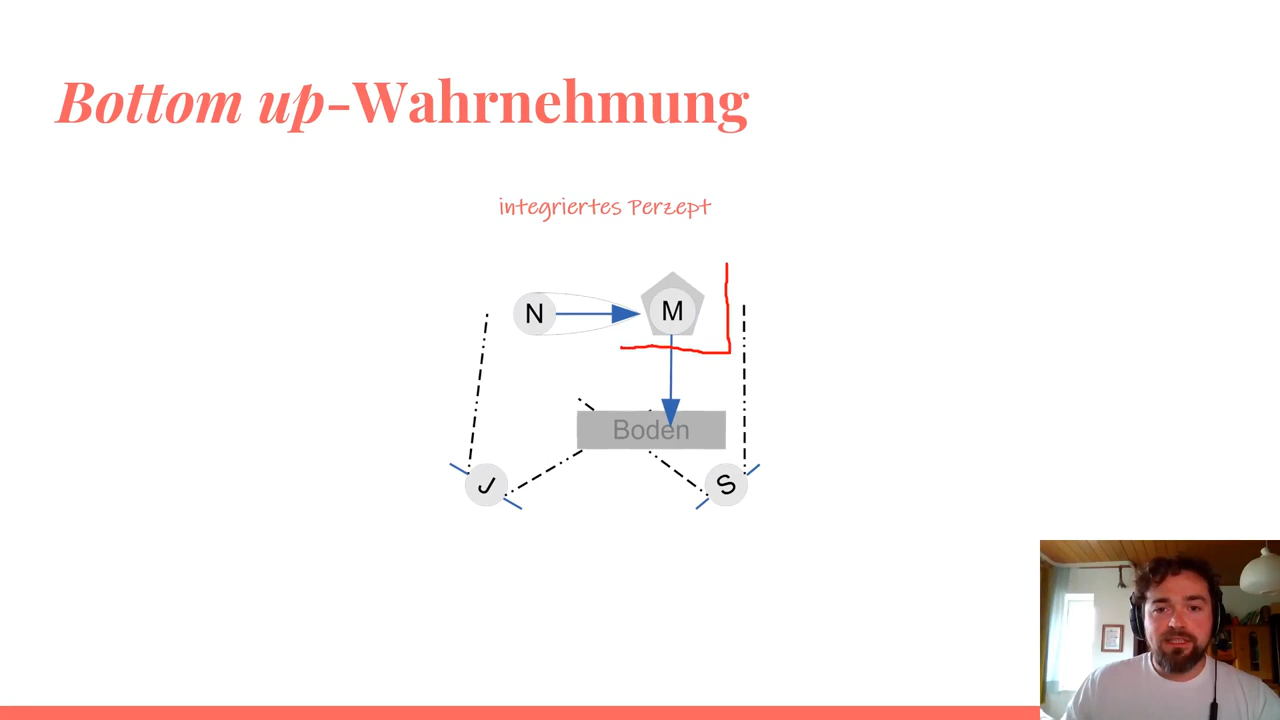 Bottom up-Wahrnehmung
integriertes Perzept
N
M
Boden
J
S